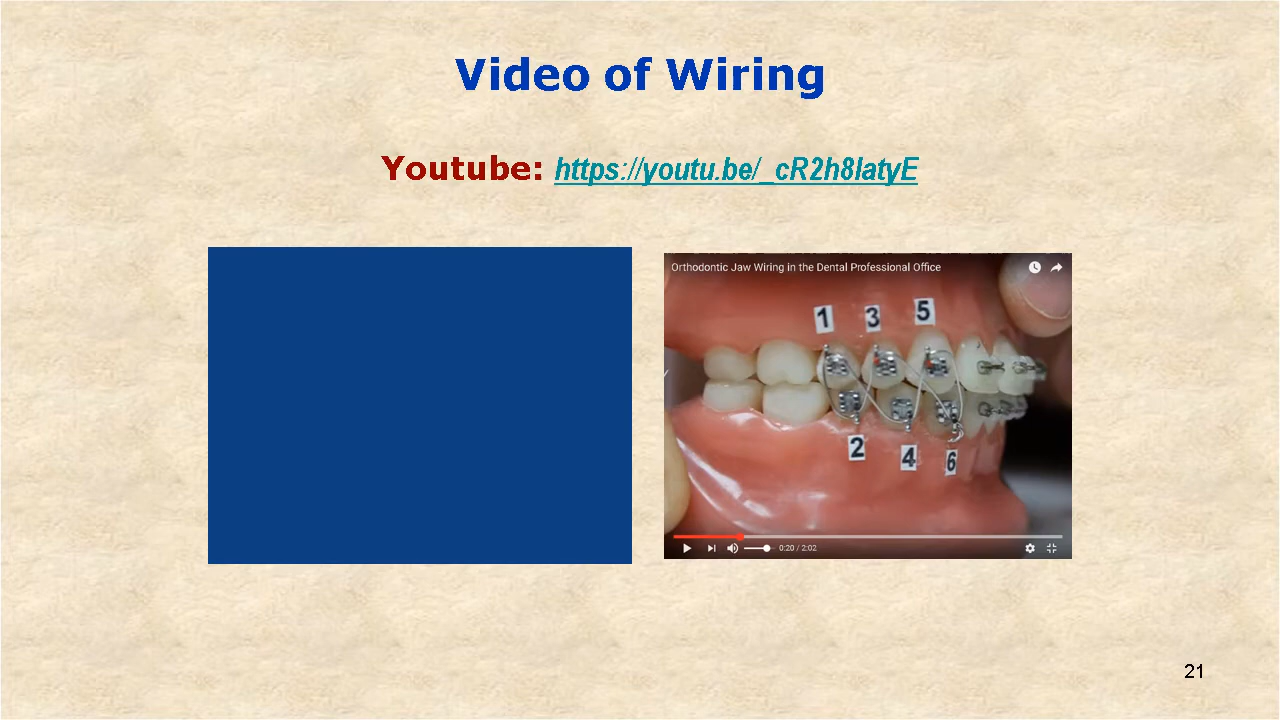 Video of Wiring
Youtube: https://youtu.be/_cR2h8IatyE
Orthodontic Jaw Wiring in the Dental Professional Office
1 3 5
2 4 6
0:20 / 2:02
21